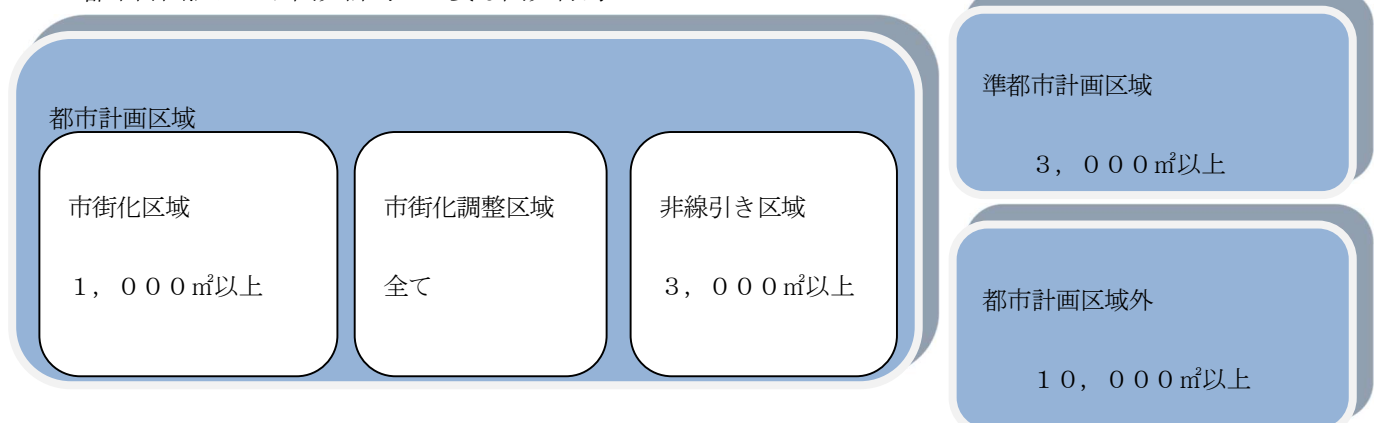 都市計画区域
市街化区域
１，０００㎡以上
市街化調整区域
全て
非線引き区域
３，０００㎡以上
準都市計画区域
３，０００㎡以上
都市計画区域外
１０，０００㎡以上